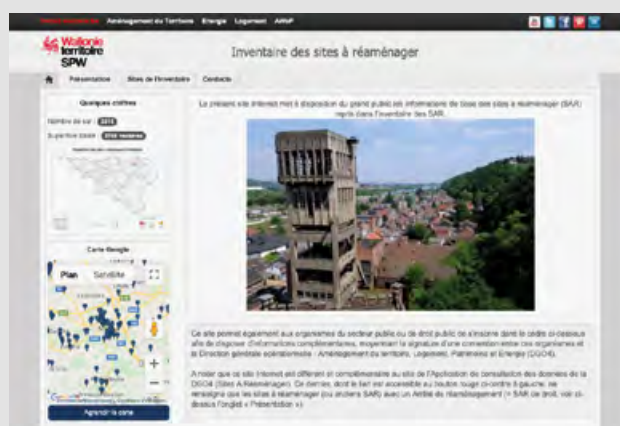 Aménagement du Territoire Energie Logement AWaP
Wallonie
territoire
SPW
Inventaire des sites à réaménager
Présentation Sites de l'inventaire Contacts
Quelques chiffres
Nombre de sar :
Superficie totale :
Carte Google
Plan Satellite
Agrandir la carte
Le présent site Internet met à disposition du grand public les informations de base des sites à réaménager (SAR)
repris dans l'inventaire des SAR.
Ce site permet également aux organismes du secteur public ou de droit public de s'inscrire dans le cadre ci-dessous
afin de disposer d'informations complémentaires, moyennant la signature d'une convention entre ces organismes et
la Direction générale opérationnelle - Aménagement du territoire, Logement, Patrimoine et Energie (DGO4).
A noter que ce site Internet est différent et complémentaire au site de l'Application de consultation des données de la
DGO4 (Sites A Réaménager). Ce dernier, dont le lien est accessible au bouton rouge ci-contre à gauche, ne
renseigne que les sites à réaménager (ou anciens SAR) avec un Arrêté de réaménagement (= SAR de droit, voir ci-
dessus l'onglet « Présentation »)